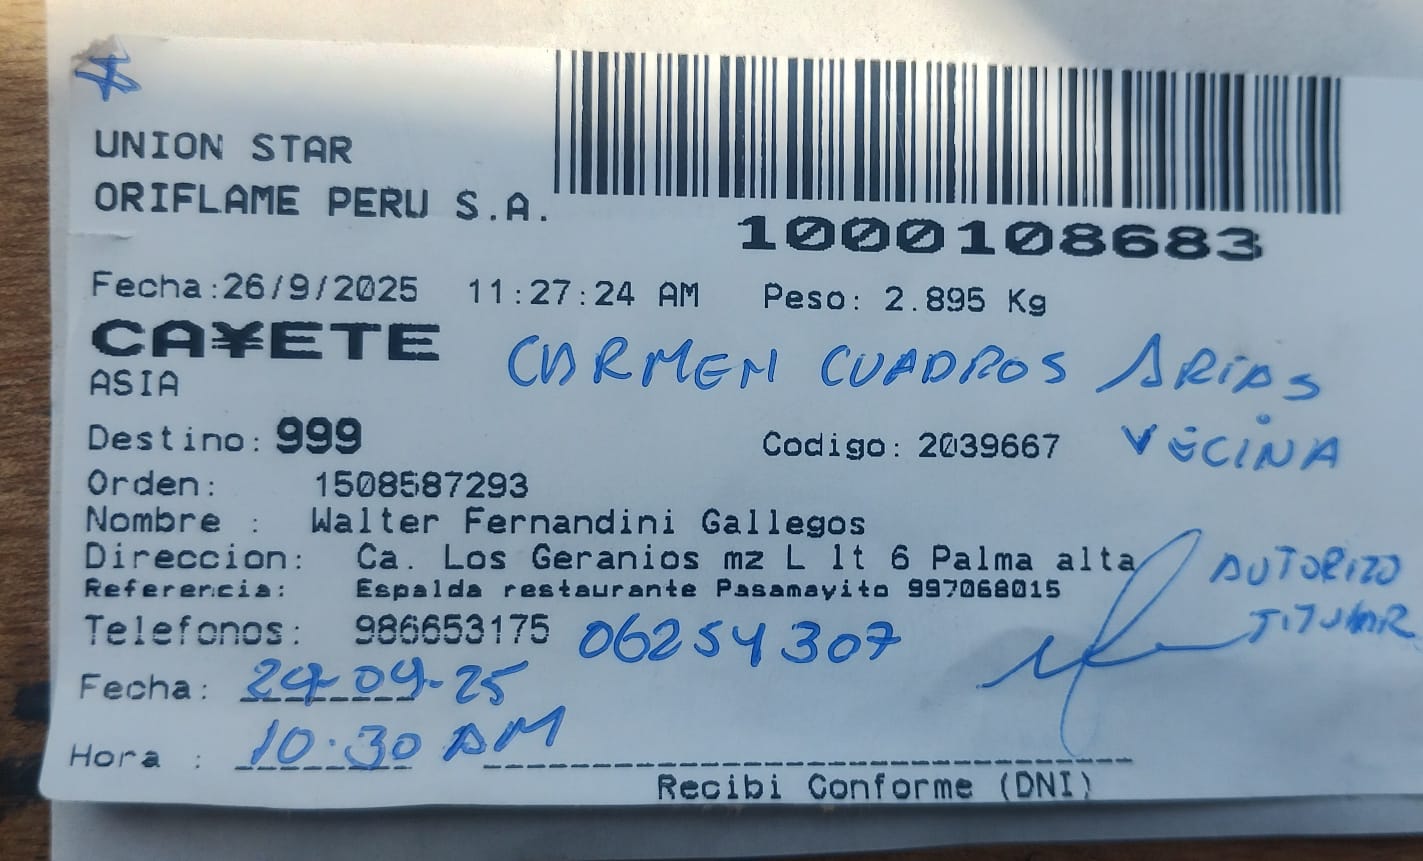 UNION STAR
ORIFLAME PERU S.A.
1000108683
Fecha:26/9/2025 11:27:24 AM Peso: 2.895 Kg
CA¥ETE
CARMEN CUADROS ARIAS
ASIA
Destino: 999 Codigo: 2039667 VECINA
Orden: 1508587293
Nombre : Walter Fernandini Gallegos
Direccion: Ca. Los Geranios mz L lt 6 Palma alta
AUTORIZO
Referencia: Espalda restaurante Pasamayito 997068015
TITULAR
Telefonos: 986653175 06254307
Fecha: -09-25
Hora : 10:30 AM
Recibi Conforme (DNI)